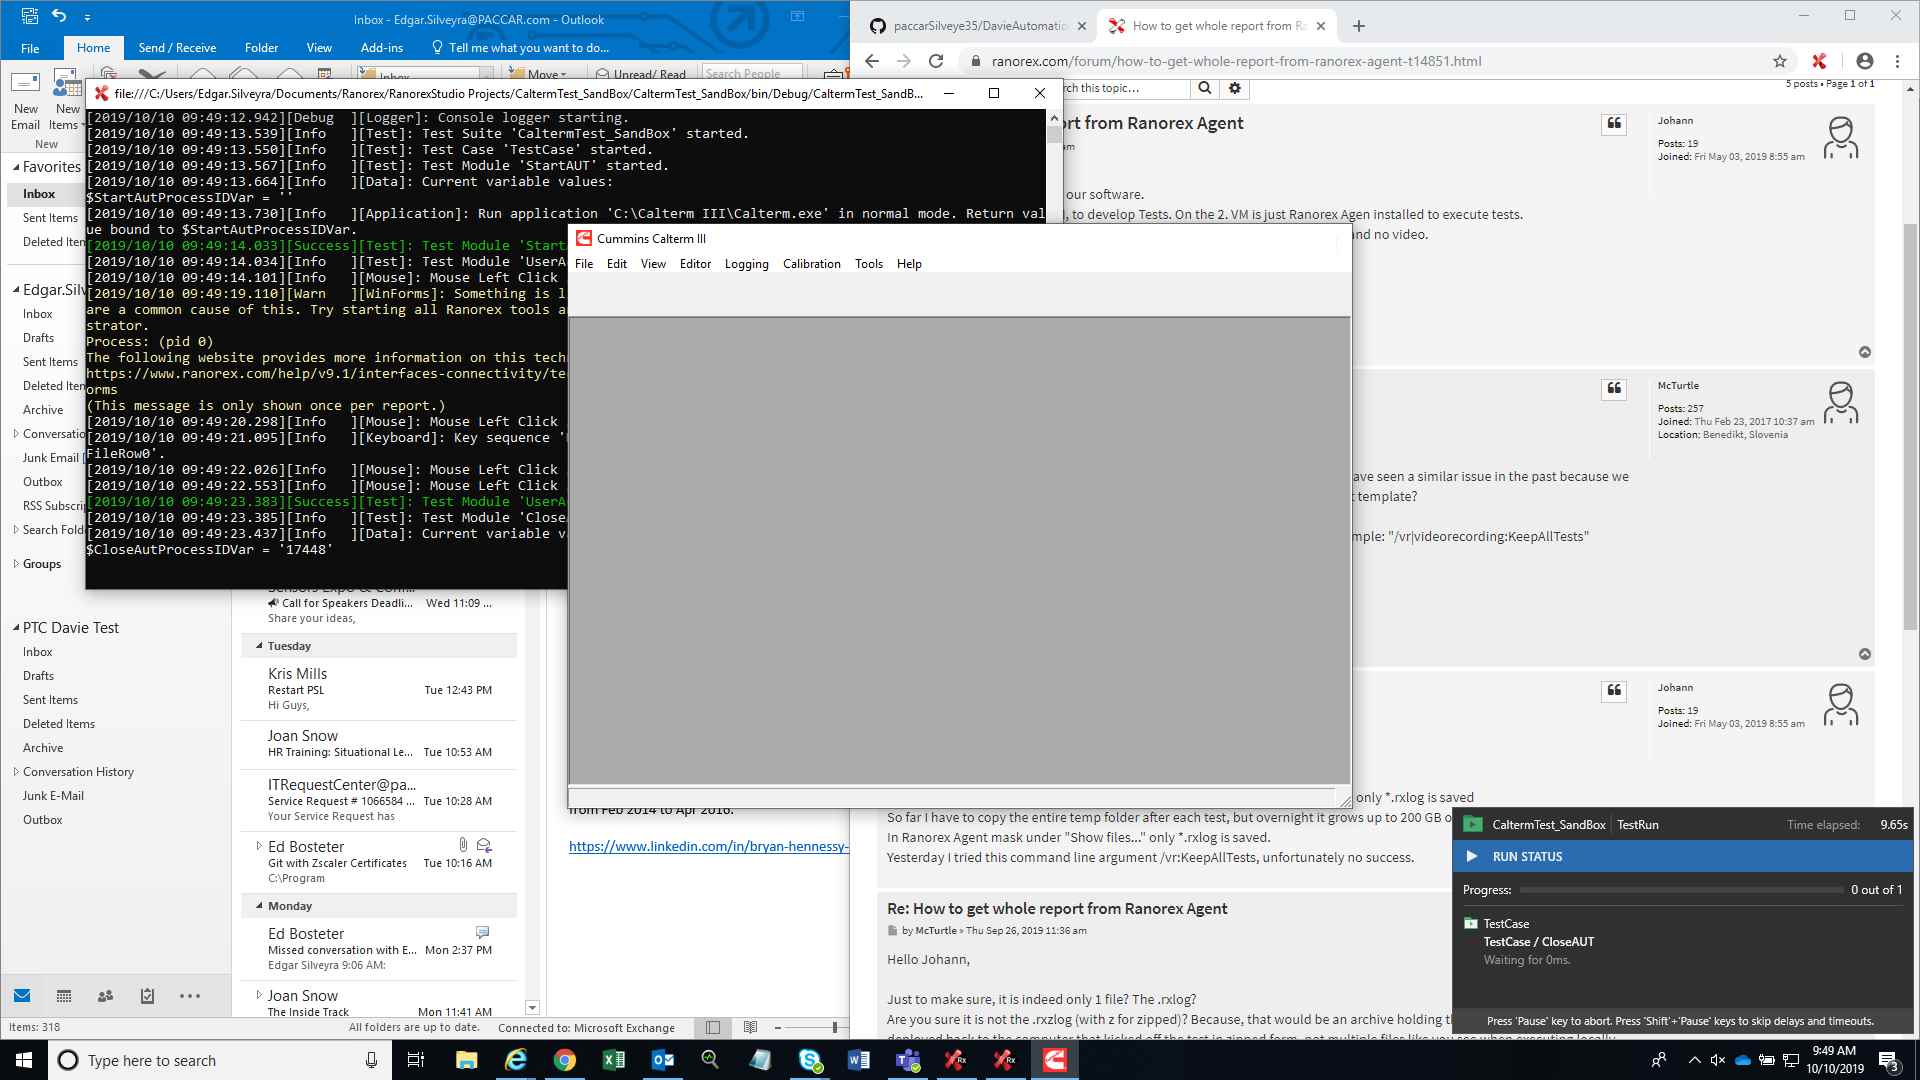 Inbox - Edgar.Silveyra@PACCAR.com - Outlook
File Home Send / Receive Folder View Add-ins Tell me what you want to do...
New Email
New Items
New
Inbox
Move
Unread/ Read
Search People
Favorites
Inbox
Sent Items
Deleted Iten
Edgar.Silv
Inbox
Drafts
Sent Items
Deleted Iten
Archive
Conversatio
Junk Email [
Outbox
RSS Subscrip
Search Fold
Groups
PTC Davie Test
Inbox
Drafts
Sent Items
Deleted Items
Archive
Conversation History
Junk E-Mail
Outbox
Items: 318
file:///C:/Users/Edgar.Silveyra/Documents/Ranorex/RanorexStudio Projects/CaltermTest_SandBox/CaltermTest_SandBox/bin/Debug/CaltermTest_SandB...
[2019/10/10 09:49:12.942][Debug  ][Logger]: Console logger starting.
[2019/10/10 09:49:13.539][Info   ][Test]: Test Suite 'CaltermTest_SandBox' started.
[2019/10/10 09:49:13.550][Info   ][Test]: Test Case 'TestCase' started.
[2019/10/10 09:49:13.567][Info   ][Test]: Test Module 'StartAUT' started.
[2019/10/10 09:49:13.664][Info   ][Data]: Current variable values:
$StartAutProcessIDVar = ''
[2019/10/10 09:49:13.730][Info   ][Application]: Run application 'C:\Calterm III\Calterm.exe' in normal mode. Return val
ue bound to $StartAutProcessIDVar.
[2019/10/10 09:49:14.033][Success][Test]: Test Module 'Start
[2019/10/10 09:49:14.034][Info   ][Test]: Test Module 'UserA
[2019/10/10 09:49:14.101][Info   ][Mouse]: Mouse Left Click
[2019/10/10 09:49:19.110][Warn   ][WinForms]: Something is l
are a common cause of this. Try starting all Ranorex tools a
strator.
Process: (pid 0)
The following website provides more information on this tech
https://www.ranorex.com/help/v9.1/interfaces-connectivity/te
orms
(This message is only shown once per report.)
[2019/10/10 09:49:20.298][Info   ][Mouse]: Mouse Left Click
[2019/10/10 09:49:21.095][Info   ][Keyboard]: Key sequence '
FileRow0'.
[2019/10/10 09:49:22.026][Info   ][Mouse]: Mouse Left Click
[2019/10/10 09:49:22.553][Info   ][Mouse]: Mouse Left Click
[2019/10/10 09:49:23.383][Success][Test]: Test Module 'UserA
[2019/10/10 09:49:23.385][Info   ][Test]: Test Module 'Close
[2019/10/10 09:49:23.437][Info   ][Data]: Current variable v
$CloseAutProcessIDVar = '17448'
Call for Speakers Deadli... Wed 11:09 ...
Share your ideas,
Tuesday
Kris Mills
Restart PSL Tue 12:43 PM
Hi Guys,
Joan Snow
HR Training: Situational Le... Tue 10:53 AM
ITRequestCenter@pa...
Service Request # 1066584 ... Tue 10:28 AM
Your Service Request has
Ed Bosteter
Git with Zscaler Certificates Tue 10:16 AM
C:\Program
Monday
Ed Bosteter
Missed conversation with E... Mon 2:37 PM
Edgar Silveyra 9:06 AM:
Joan Snow
The Inside Track Mon 11:41 AM
All folders are up to date. Connected to: Microsoft Exchange
from Feb 2014 to Apr 2016.
https://www.linkedin.com/in/bryan-hennessy-
Cummins Calterm III
File Edit View Editor Logging Calibration Tools Help
paccarSilveye35/DavieAutomatio
How to get whole report from Ra
ranorex.com/forum/how-to-get-whole-report-from-ranorex-agent-t14851.html
rch this topic...
5 posts • Page 1 of 1
ort from Ranorex Agent
am
our software.
, to develop Tests. On the 2. VM is just Ranorex Agen installed to execute tests.
and no video.
Johann
Posts: 19
Joined: Fri May 03, 2019 8:55 am
McTurtle
Posts: 257
Joined: Thu Feb 23, 2017 10:37 am
Location: Benedikt, Slovenia
ave seen a similar issue in the past because we
t template?
mple: "/vr|videorecording:KeepAllTests"
Johann
Posts: 19
Joined: Fri May 03, 2019 8:55 am
only *.rxlog is saved
So far I have to copy the entire temp folder after each test, but overnight it grows up to 200 GB o
In Ranorex Agent mask under "Show files..." only *.rxlog is saved.
Yesterday I tried this command line argument /vr:KeepAllTests, unfortunately no success.
Re: How to get whole report from Ranorex Agent
by McTurtle » Thu Sep 26, 2019 11:36 am
Hello Johann,
Just to make sure, it is indeed only 1 file? The .rxlog?
Are you sure it is not the .rxzlog (with z for zipped)? Because, that would be an archive holding th
CaltermTest_SandBox TestRun Time elapsed: 9.65s
RUN STATUS
Progress: 0 out of 1
TestCase
TestCase / CloseAUT
Waiting for 0ms.
Press 'Pause' key to abort. Press 'Shift'+'Pause' keys to skip delays and timeouts.
Type here to search
9:49 AM
10/10/2019
3